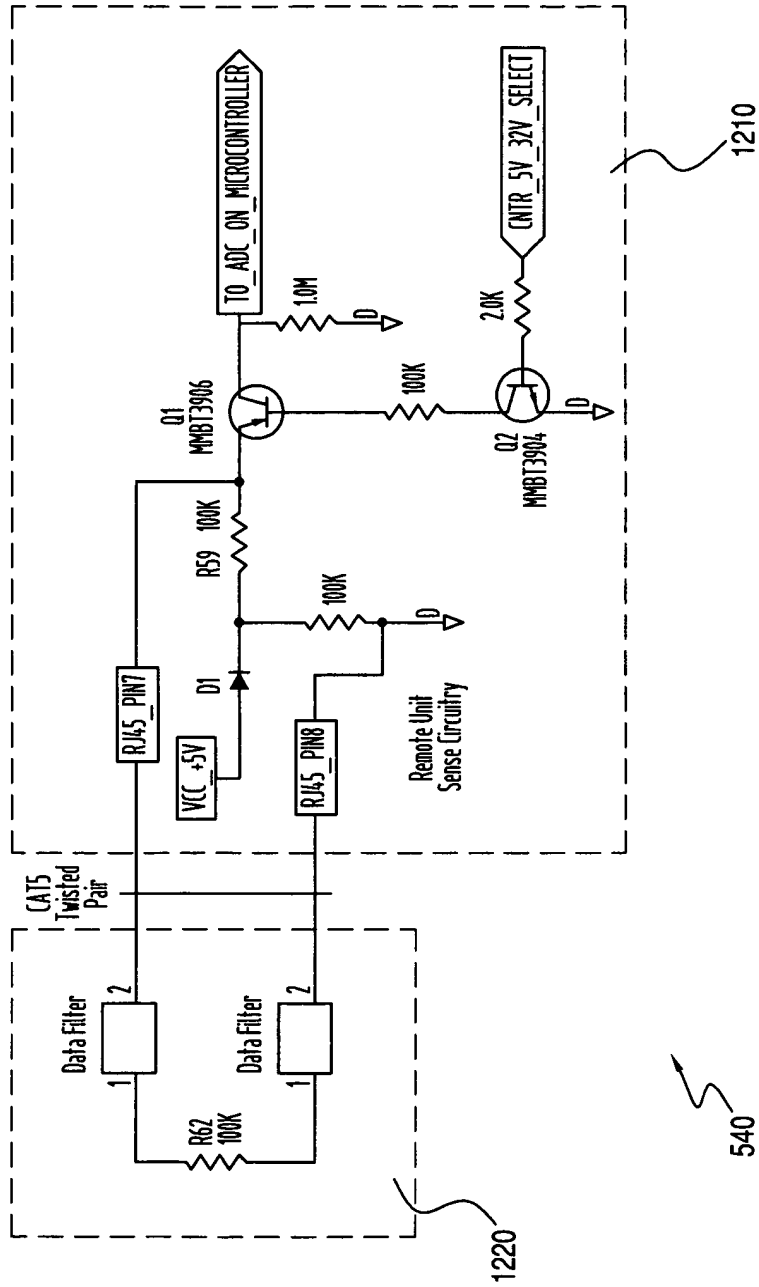 CAT5
Twisted
Pair
Data Filter
1
2
R62
100K
Data Filter
1
2
1220
540
RJ45_PIN7
VCC_+5V
D1
R59
100K
100K
D
RJ45_PIN8
Remote Unit
Sense Circuitry
Q1
MMBT3906
TO_ADC_ON_MICROCONTROLLER
1.0M
D
100K
Q2
MMBT3904
D
2.0K
CNTR_5V_32V_SELECT
1210